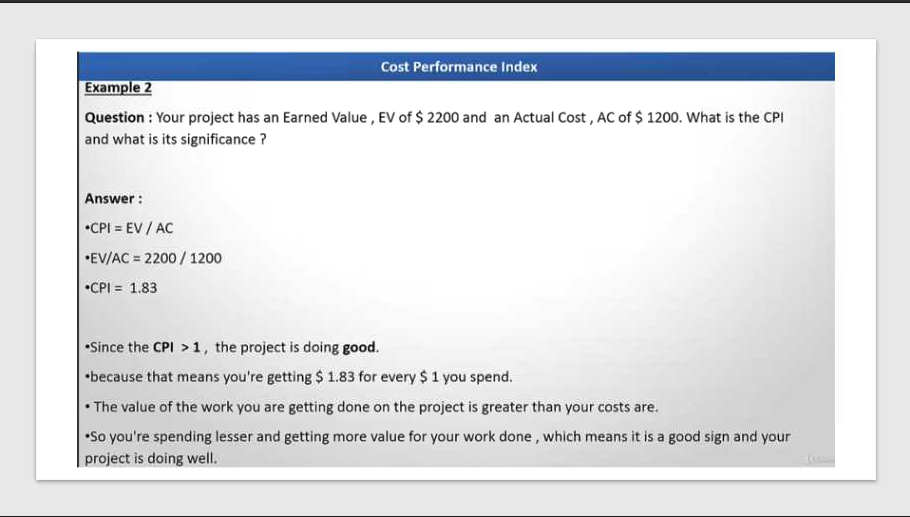 Cost Performance Index
Example 2
Question : Your project has an Earned Value , EV of $ 2200 and an Actual Cost , AC of $ 1200. What is the CPI
and what is its significance ?
Answer :
•CPI = EV / AC
•EV/AC = 2200 / 1200
•CPI = 1.83
•Since the CPI > 1 , the project is doing good.
•because that means you're getting $ 1.83 for every $ 1 you spend.
• The value of the work you are getting done on the project is greater than your costs are.
•So you're spending lesser and getting more value for your work done , which means it is a good sign and your
project is doing well.